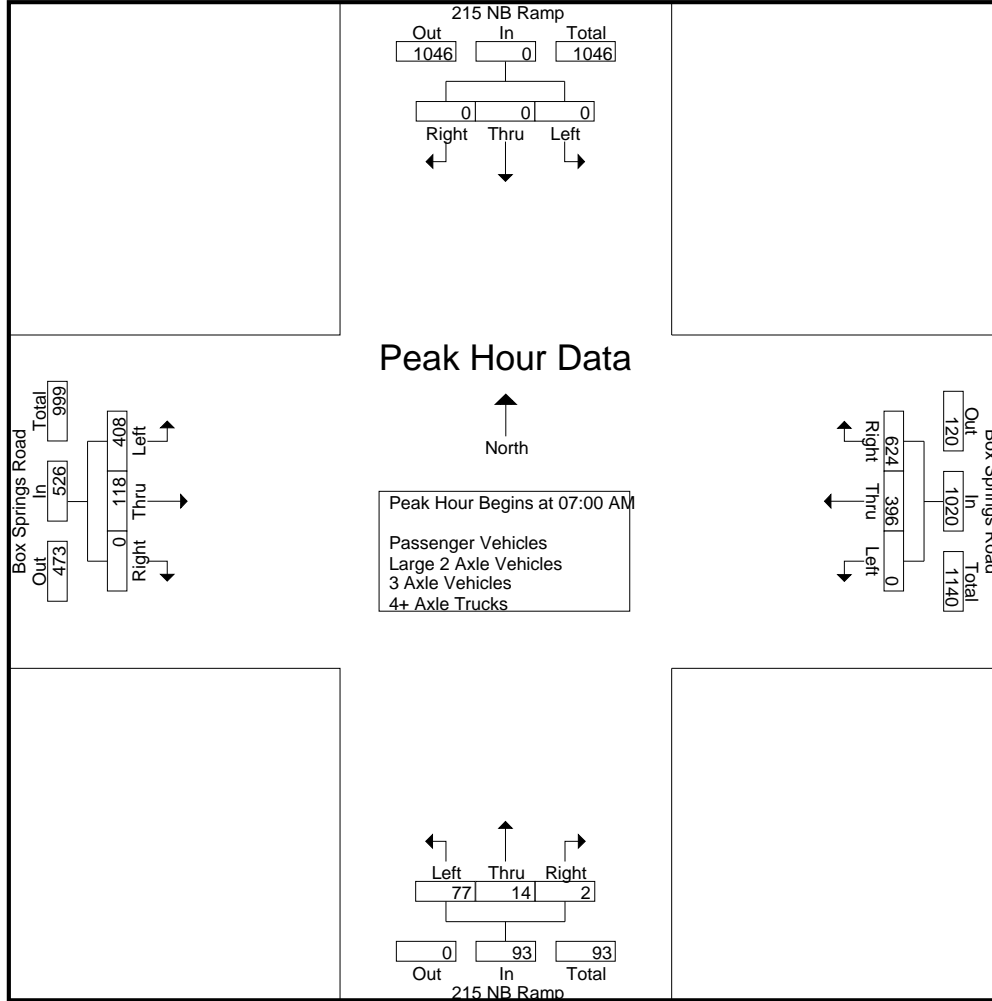 215 NB Ramp
Out In Total
1046 0 1046
0 0 0
Right Thru Left
Peak Hour Data
North
Peak Hour Begins at 07:00 AM
Passenger Vehicles
Large 2 Axle Vehicles
3 Axle Vehicles
4+ Axle Trucks
Box Springs Road
Out In Total
473 526 999
Right Thru Left
0 118 408
Box Springs Road
Out In Total
120 1020 1140
624 396 0
Right Thru Left
Left Thru Right
77 14 2
0 93 93
Out In Total
215 NB Ramp